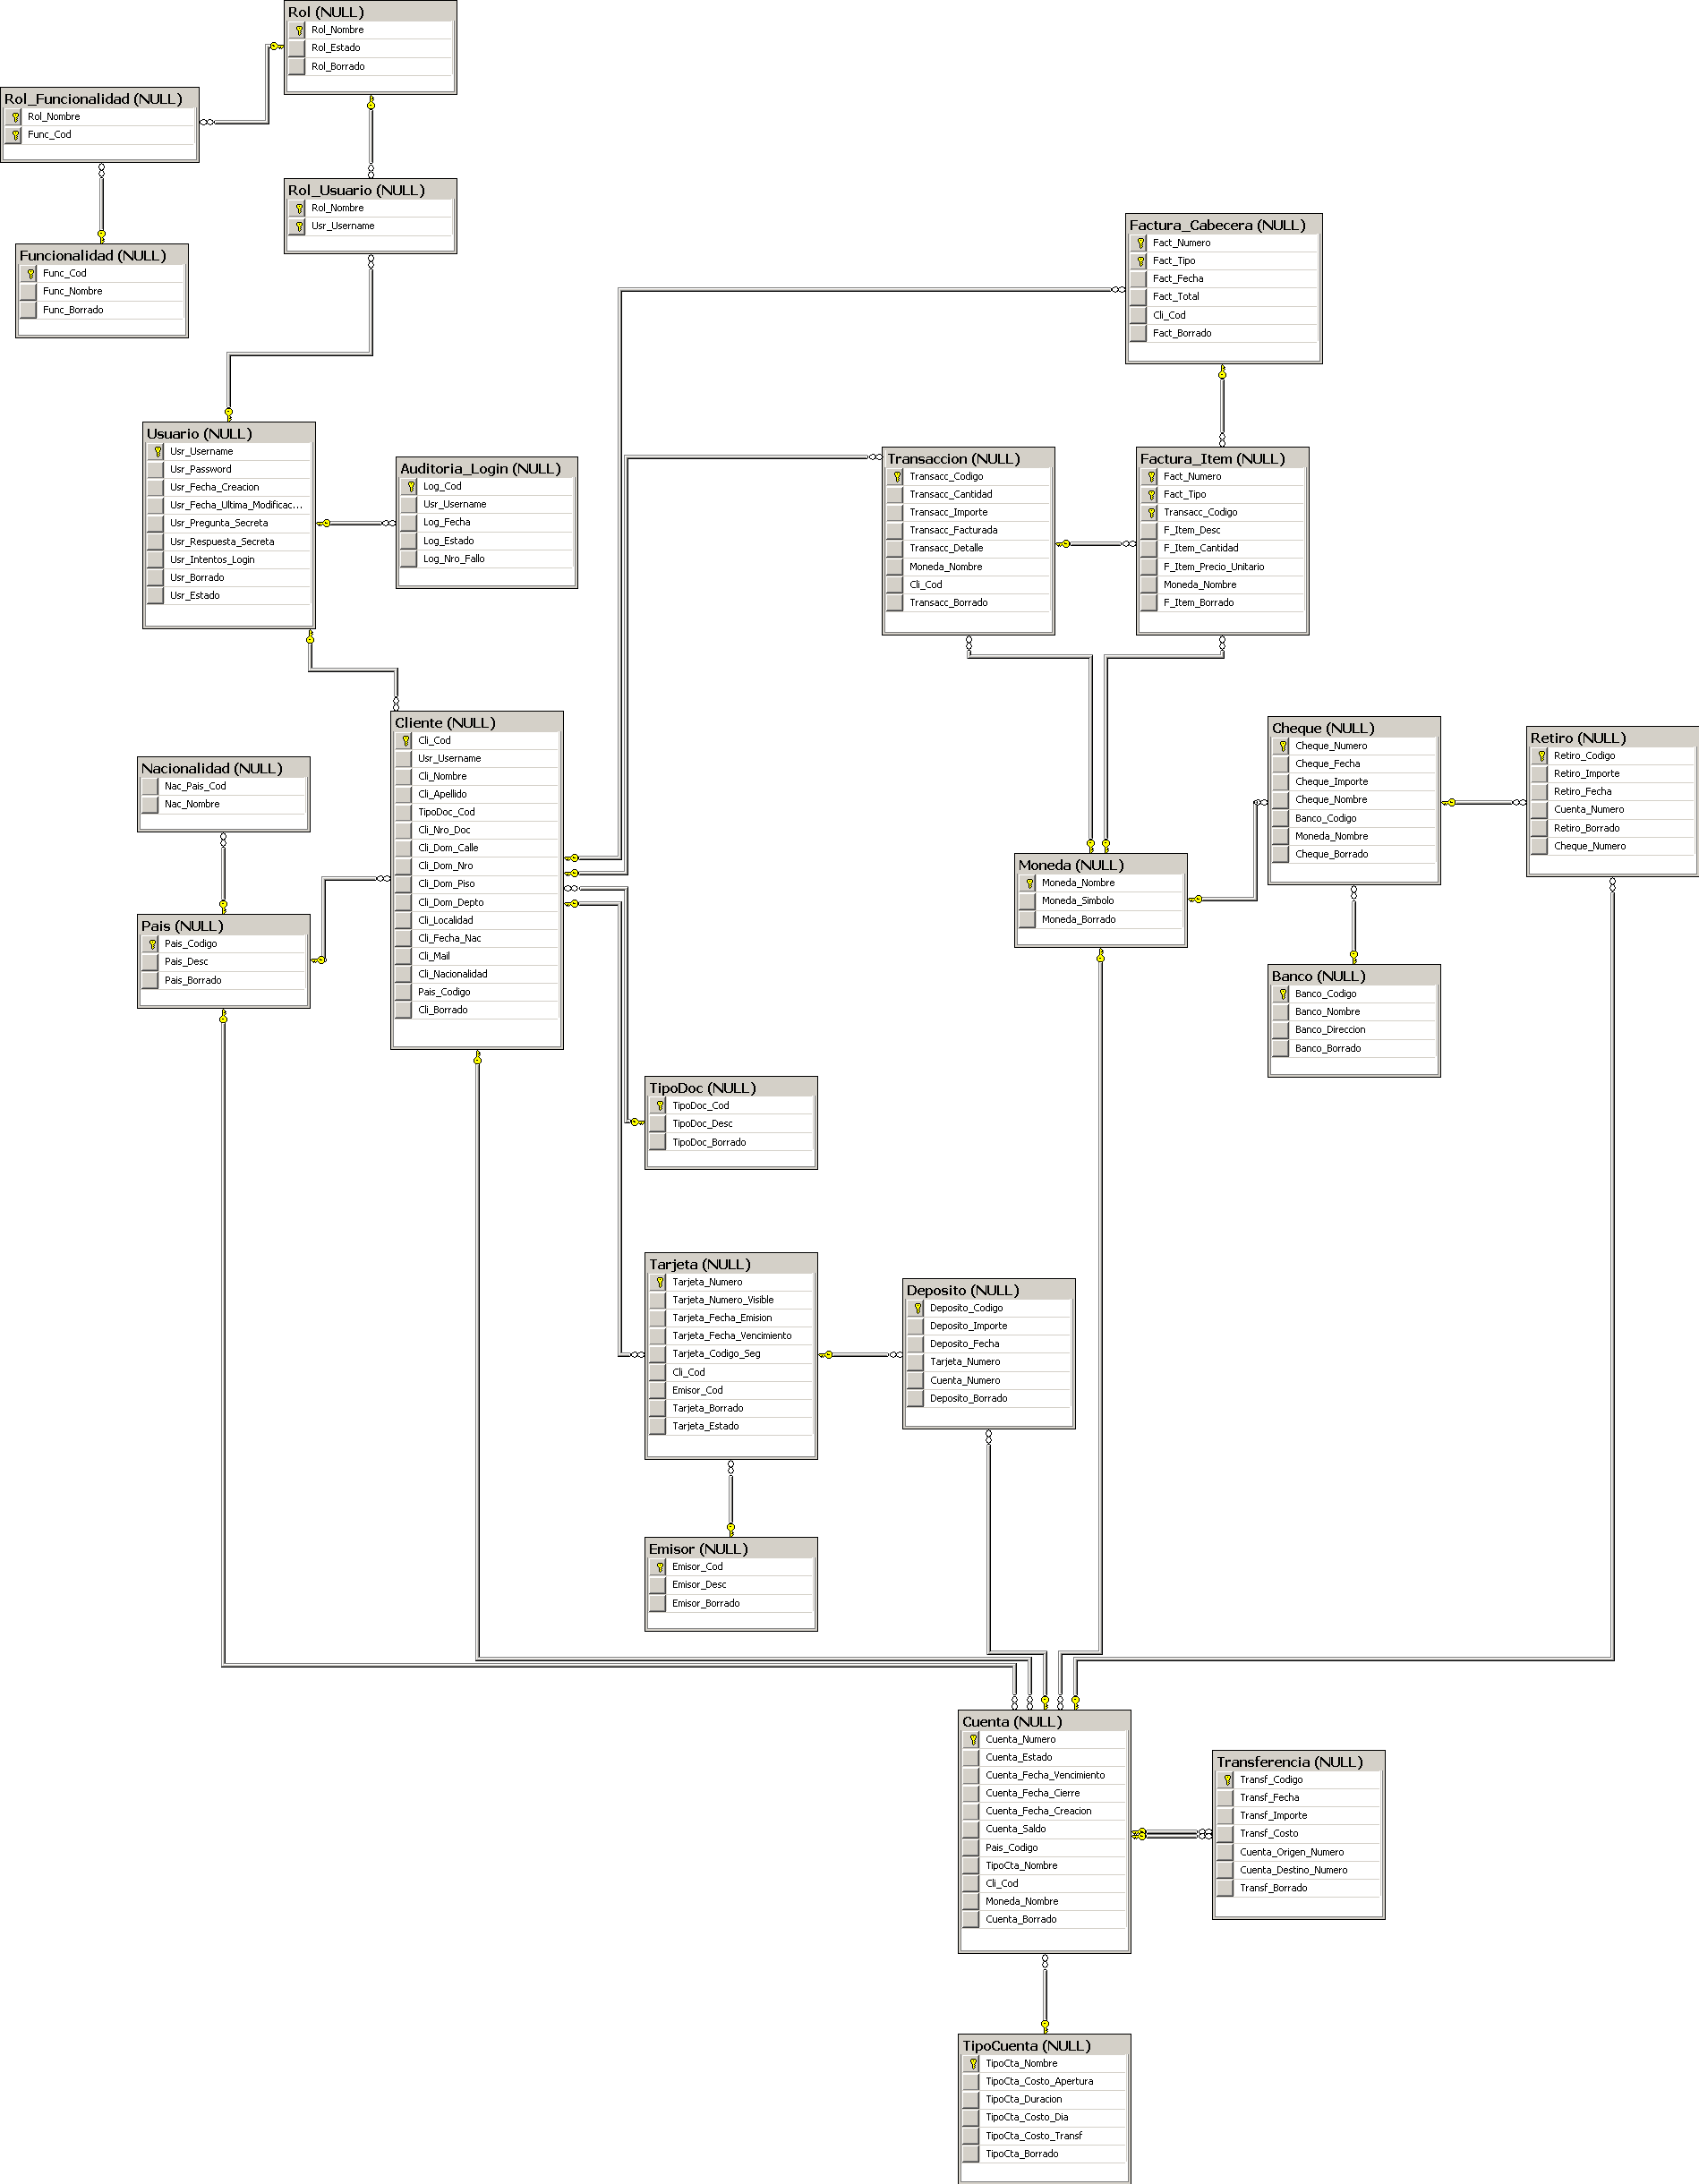 Rol (NULL)
Rol_Nombre
Rol_Estado
Rol_Borrado
Rol_Funcionalidad (NULL)
Rol_Nombre
Func_Cod
Rol_Usuario (NULL)
Rol_Nombre
Usr_Username
Funcionalidad (NULL)
Func_Cod
Func_Nombre
Func_Borrado
Factura_Cabecera (NULL)
Fact_Numero
Fact_Tipo
Fact_Fecha
Fact_Total
Cli_Cod
Fact_Borrado
Usuario (NULL)
Usr_Username
Usr_Password
Usr_Fecha_Creacion
Usr_Fecha_Ultima_Modificac...
Usr_Pregunta_Secreta
Usr_Respuesta_Secreta
Usr_Intentos_Login
Usr_Borrado
Usr_Estado
Auditoria_Login (NULL)
Log_Cod
Usr_Username
Log_Fecha
Log_Estado
Log_Nro_Fallo
Transaccion (NULL)
Transacc_Codigo
Transacc_Cantidad
Transacc_Importe
Transacc_Facturada
Transacc_Detalle
Moneda_Nombre
Cli_Cod
Transacc_Borrado
Factura_Item (NULL)
Fact_Numero
Fact_Tipo
Transacc_Codigo
F_Item_Desc
F_Item_Cantidad
F_Item_Precio_Unitario
Moneda_Nombre
F_Item_Borrado
Cliente (NULL)
Cli_Cod
Usr_Username
Cli_Nombre
Cli_Apellido
TipoDoc_Cod
Cli_Nro_Doc
Cli_Dom_Calle
Cli_Dom_Nro
Cli_Dom_Piso
Cli_Dom_Depto
Cli_Localidad
Cli_Fecha_Nac
Cli_Mail
Cli_Nacionalidad
Pais_Codigo
Cli_Borrado
Nacionalidad (NULL)
Nac_Pais_Cod
Nac_Nombre
Pais (NULL)
Pais_Codigo
Pais_Desc
Pais_Borrado
Cheque (NULL)
Cheque_Numero
Cheque_Fecha
Cheque_Importe
Cheque_Nombre
Banco_Codigo
Moneda_Nombre
Cheque_Borrado
Retiro (NULL)
Retiro_Codigo
Retiro_Importe
Retiro_Fecha
Cuenta_Numero
Retiro_Borrado
Cheque_Numero
Moneda (NULL)
Moneda_Nombre
Moneda_Simbolo
Moneda_Borrado
Banco (NULL)
Banco_Codigo
Banco_Nombre
Banco_Direccion
Banco_Borrado
TipoDoc (NULL)
TipoDoc_Cod
TipoDoc_Desc
TipoDoc_Borrado
Tarjeta (NULL)
Tarjeta_Numero
Tarjeta_Numero_Visible
Tarjeta_Fecha_Emision
Tarjeta_Fecha_Vencimiento
Tarjeta_Codigo_Seg
Cli_Cod
Emisor_Cod
Tarjeta_Borrado
Tarjeta_Estado
Deposito (NULL)
Deposito_Codigo
Deposito_Importe
Deposito_Fecha
Tarjeta_Numero
Cuenta_Numero
Deposito_Borrado
Emisor (NULL)
Emisor_Cod
Emisor_Desc
Emisor_Borrado
Cuenta (NULL)
Cuenta_Numero
Cuenta_Estado
Cuenta_Fecha_Vencimiento
Cuenta_Fecha_Cierre
Cuenta_Fecha_Creacion
Cuenta_Saldo
Pais_Codigo
TipoCta_Nombre
Cli_Cod
Moneda_Nombre
Cuenta_Borrado
Transferencia (NULL)
Transf_Codigo
Transf_Fecha
Transf_Importe
Transf_Costo
Cuenta_Origen_Numero
Cuenta_Destino_Numero
Transf_Borrado
TipoCuenta (NULL)
TipoCta_Nombre
TipoCta_Costo_Apertura
TipoCta_Duracion
TipoCta_Costo_Dia
TipoCta_Costo_Transf
TipoCta_Borrado